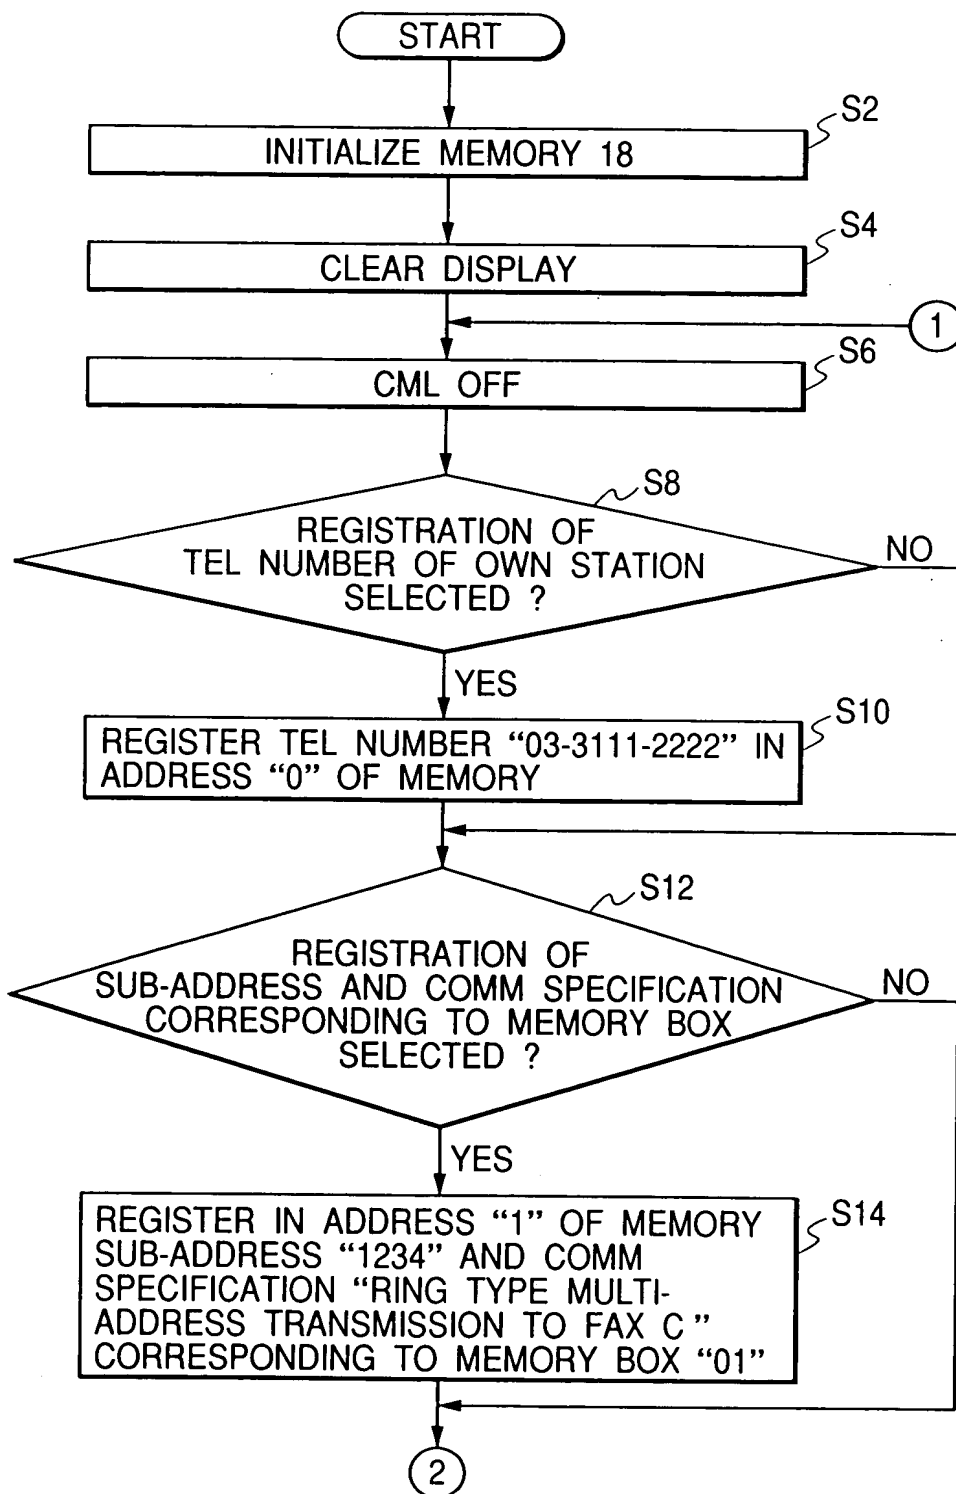 START
S2
INITIALIZE MEMORY 18
S4
CLEAR DISPLAY
1
S6
CML OFF
S8
REGISTRATION OF
TEL NUMBER OF OWN STATION
SELECTED ?
NO
YES
S10
REGISTER TEL NUMBER “03-3111-2222” IN
ADDRESS “0” OF MEMORY
S12
REGISTRATION OF
SUB-ADDRESS AND COMM SPECIFICATION
CORRESPONDING TO MEMORY BOX
SELECTED ?
NO
YES
S14
REGISTER IN ADDRESS “1” OF MEMORY
SUB-ADDRESS “1234” AND COMM
SPECIFICATION “RING TYPE MULTI-
ADDRESS TRANSMISSION TO FAX C ”
CORRESPONDING TO MEMORY BOX “01”
2